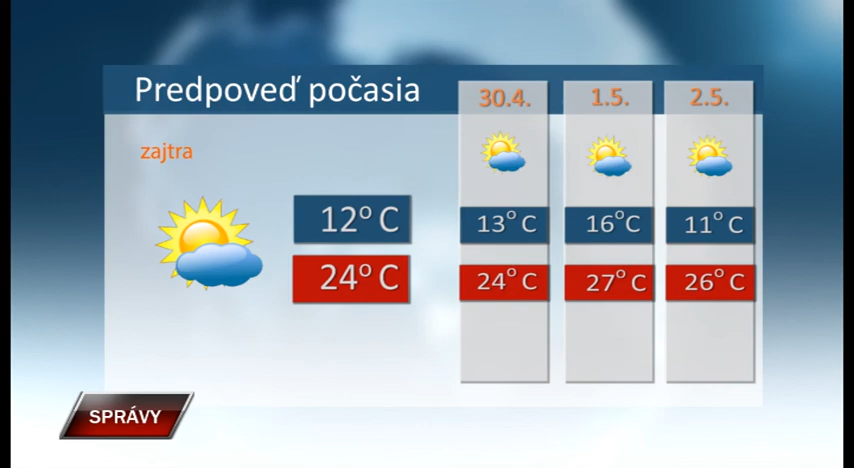 Predpoveď počasia
zajtra
12° C
24° C
30.4.
13° C
24° C
1.5.
16°C
27° C
2.5.
11° C
26° C
SPRÁVY